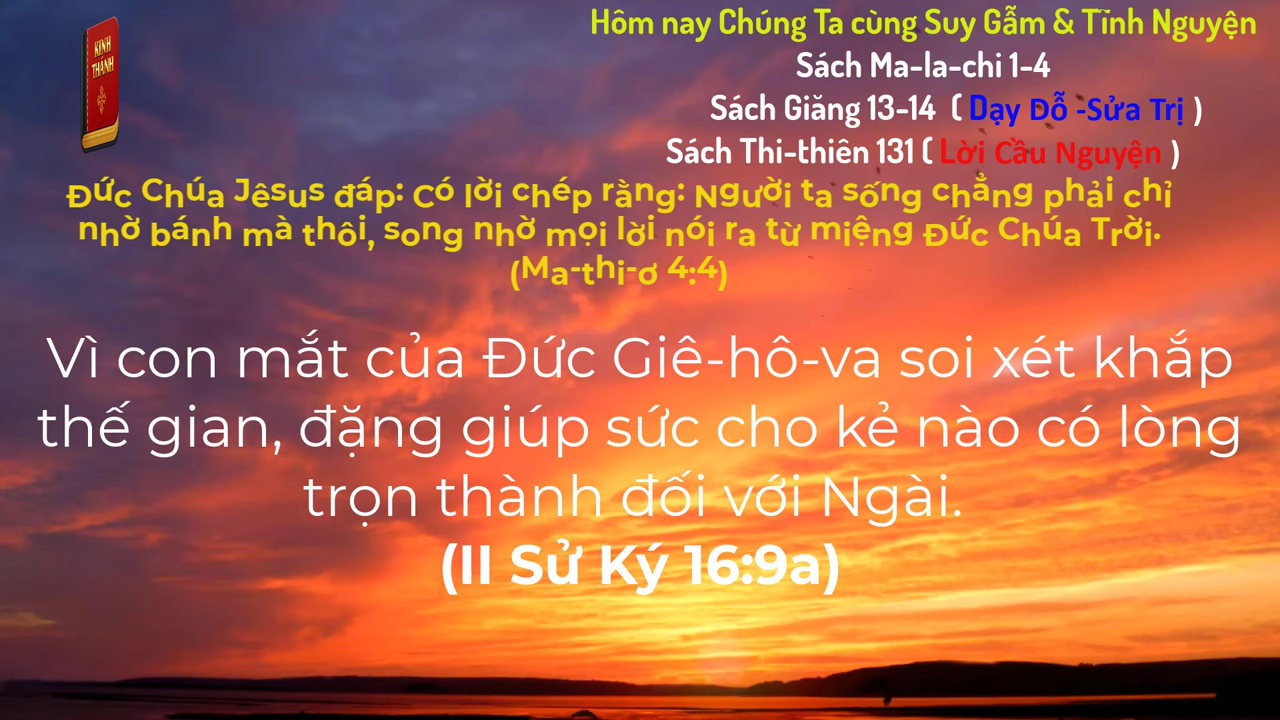 KINH
THÁNH
Hôm nay Chúng Ta cùng Suy Gẫm & Tĩnh Nguyện
Sách Ma-la-chi 1-4
Sách Giăng 13-14 ( Dạy Đỗ -Sửa Trị )
Sách Thi-thiên 131 ( Lời Cầu Nguyện )
Đức Chúa Jêsus đáp: Có lời chép rằng: Người ta sống chẳng phải chỉ
nhờ bánh mà thôi, song nhờ mọi lời nói ra từ miệng Đức Chúa Trời.
(Ma-thi-ơ 4:4)
Vì con mắt của Đức Giê-hô-va soi xét khắp
thế gian, đặng giúp sức cho kẻ nào có lòng
trọn thành đối với Ngài.
(II Sử Ký 16:9a)